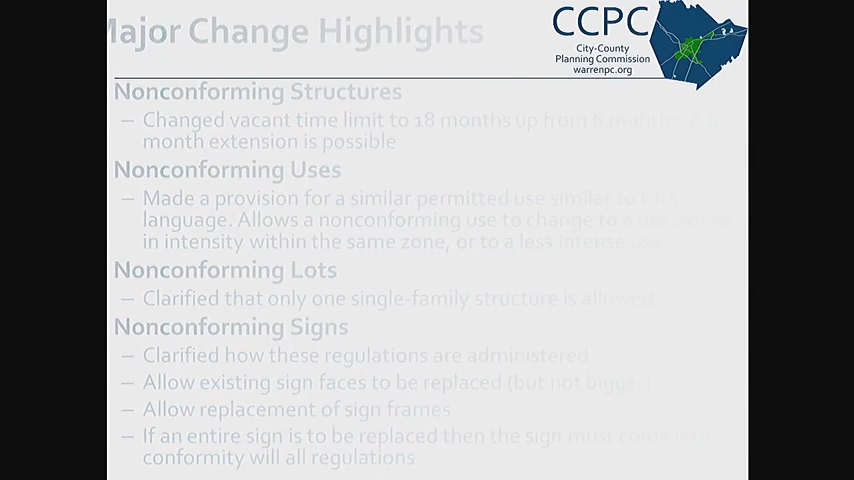 Major Change Highlights
CCPC
City-County
Planning Commission
warrenpc.org
Nonconforming Structures
– Changed vacant time limit to 18 months up from 6 months. A 6
month extension is possible
Nonconforming Uses
– Made a provision for a similar permitted use similar to
language. Allows a nonconforming use to change to a use
in intensity within the same zone, or to a less intense use
Nonconforming Lots
– Clarified that only one single-family structure is allowed
Nonconforming Signs
– Clarified how these regulations are administered
– Allow existing sign faces to be replaced (but not bigger)
– Allow replacement of sign frames
– If an entire sign is to be replaced then the sign must come into
conformity will all regulations